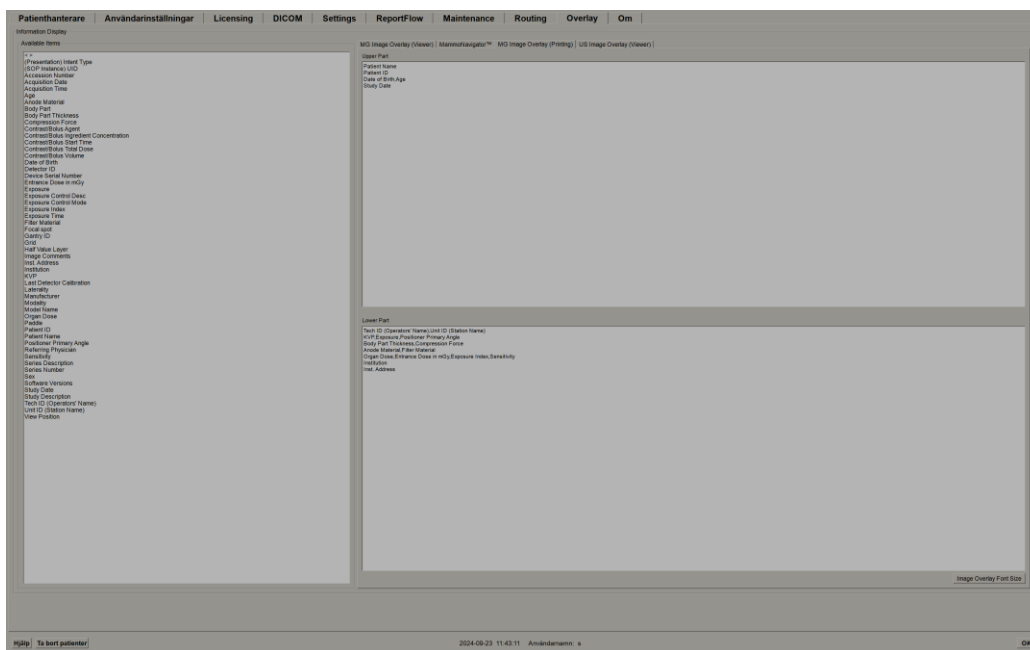 Patienthanterare Användarinställningar Licensing DICOM Settings ReportFlow Maintenance Routing Overlay Om
Information Display
Available Items
(Presentation) Intent Type
(SOP Instance) UID
Accession Number
Acquisition Date
Acquisition Time
Age
Anode Material
Body Part
Body Part Thickness
Compression Force
Contrast/Bolus Agent
Contrast/Bolus Ingredient Concentration
Contrast/Bolus Start Time
Contrast/Bolus Total Dose
Contrast/Bolus Volume
Date of Birth
Detector ID
Device Serial Number
Entrance Dose in mGy
Exposure
Exposure Control Desc
Exposure Control Mode
Exposure Index
Exposure Time
Filter Material
Focal spot
Gantry ID
Grid
Half Value Layer
Image Comments
Inst. Address
Institution
KVP
Last Detector Calibration
Laterality
Manufacturer
Modality
Model Name
Organ Dose
Paddle
Patient ID
Patient Name
Positioner Primary Angle
Referring Physician
Sensitivity
Series Description
Series Number
Sex
Software Versions
Study Date
Study Description
Tech ID (Operators' Name)
Unit ID (Station Name)
View Position
MG Image Overlay (Viewer) MammoNavigator™ MG Image Overlay (Printing) US Image Overlay (Viewer)
Upper Part
Patient Name
Patient ID
Date of Birth,Age
Study Date
Lower Part
Tech ID (Operators' Name),Unit ID (Station Name)
KVP,Exposure,Positioner Primary Angle
Body Part Thickness,Compression Force
Anode Material,Filter Material
Organ Dose,Entrance Dose in mGy,Exposure Index,Sensitivity
Institution
Inst. Address
Image Overlay Font Size
Hjälp Ta bort patienter 2024-09-23 11:43:11 Användarnamn: s